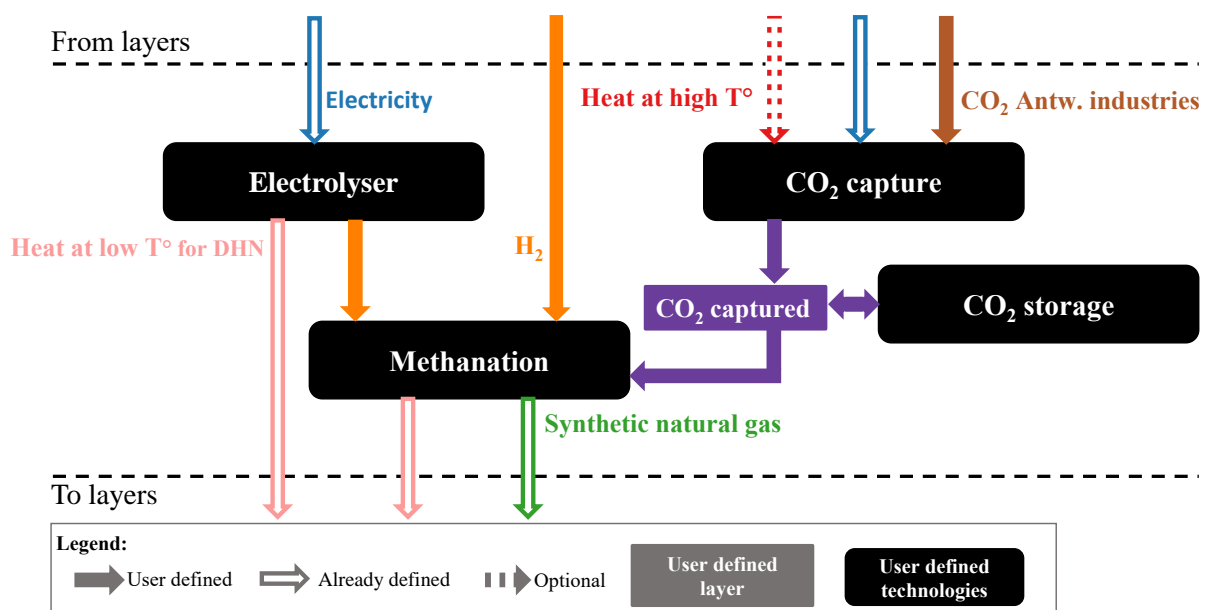 From layers
Electricity
Heat at high T°
CO₂ Antw. industries
Electrolyser
CO₂ capture
Heat at low T° for DHN
H₂
CO₂ captured
CO₂ storage
Methanation
Synthetic natural gas
To layers
Legend:
User defined
Already defined
Optional
User defined
layer
User defined
technologies